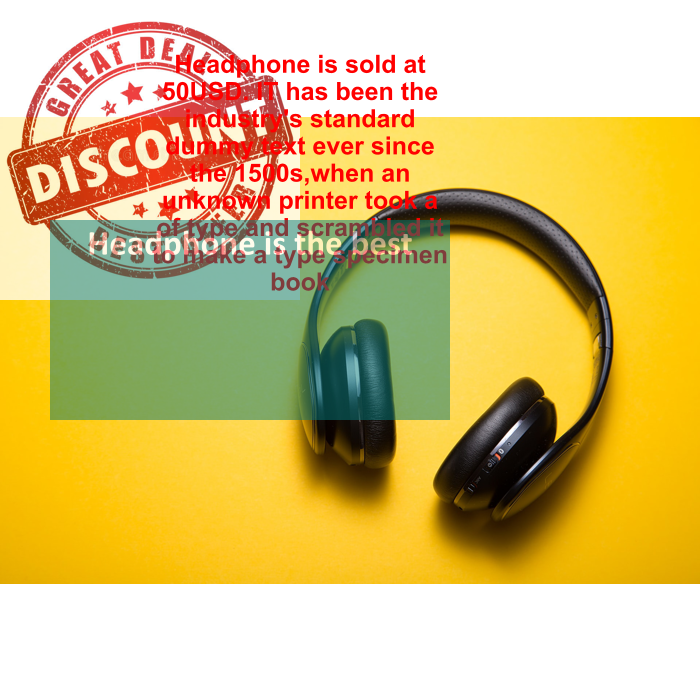 GREAT DEAL
DISCOUNT
Headphone is sold at
50USD. IT has been the
industry's standard
dummy text ever since
the 1500s,when an
unknown printer took a
of type and scrambled it
to make a type specimen
book
Headphone is the best